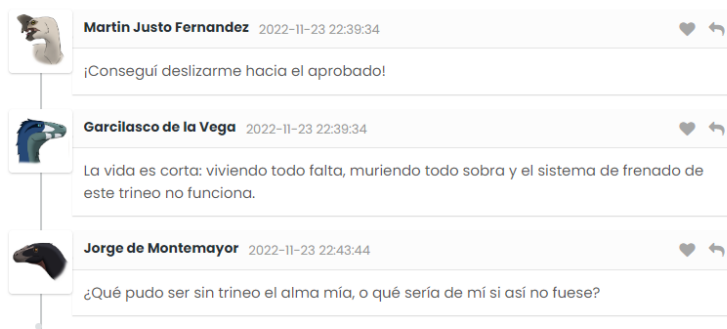 Martin Justo Fernandez 2022-11-23 22:39:34
¡Conseguí deslizarme hacia el aprobado!
Garcilasco de la Vega 2022-11-23 22:39:34
La vida es corta: viviendo todo falta, muriendo todo sobra y el sistema de frenado de
este trineo no funciona.
Jorge de Montemayor 2022-11-23 22:43:44
¿Qué pudo ser sin trineo el alma mía, o qué sería de mí si así no fuese?